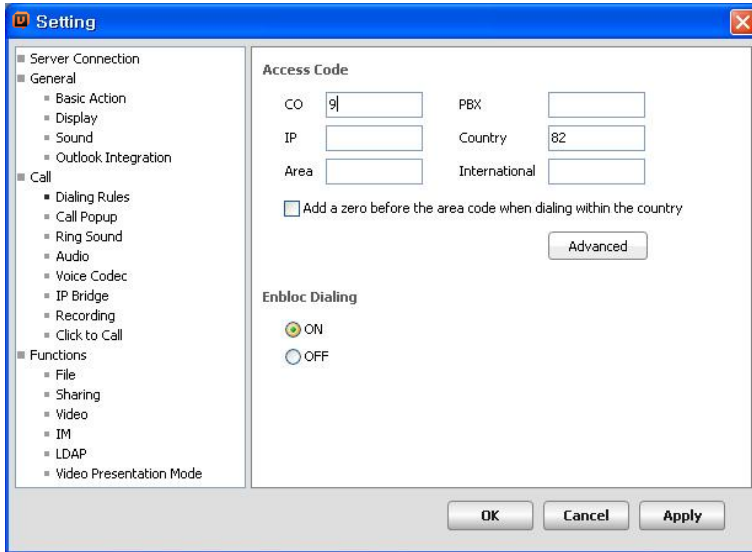 Setting
Server Connection
General
Basic Action
Display
Sound
Outlook Integration
Call
Dialing Rules
Call Popup
Ring Sound
Audio
Voice Codec
IP Bridge
Recording
Click to Call
Functions
File
Sharing
Video
IM
LDAP
Video Presentation Mode
Access Code
CO 9 PBX
IP Country 82
Area International
Add a zero before the area code when dialing within the country
Advanced
Enbloc Dialing
ON
OFF
OK Cancel Apply